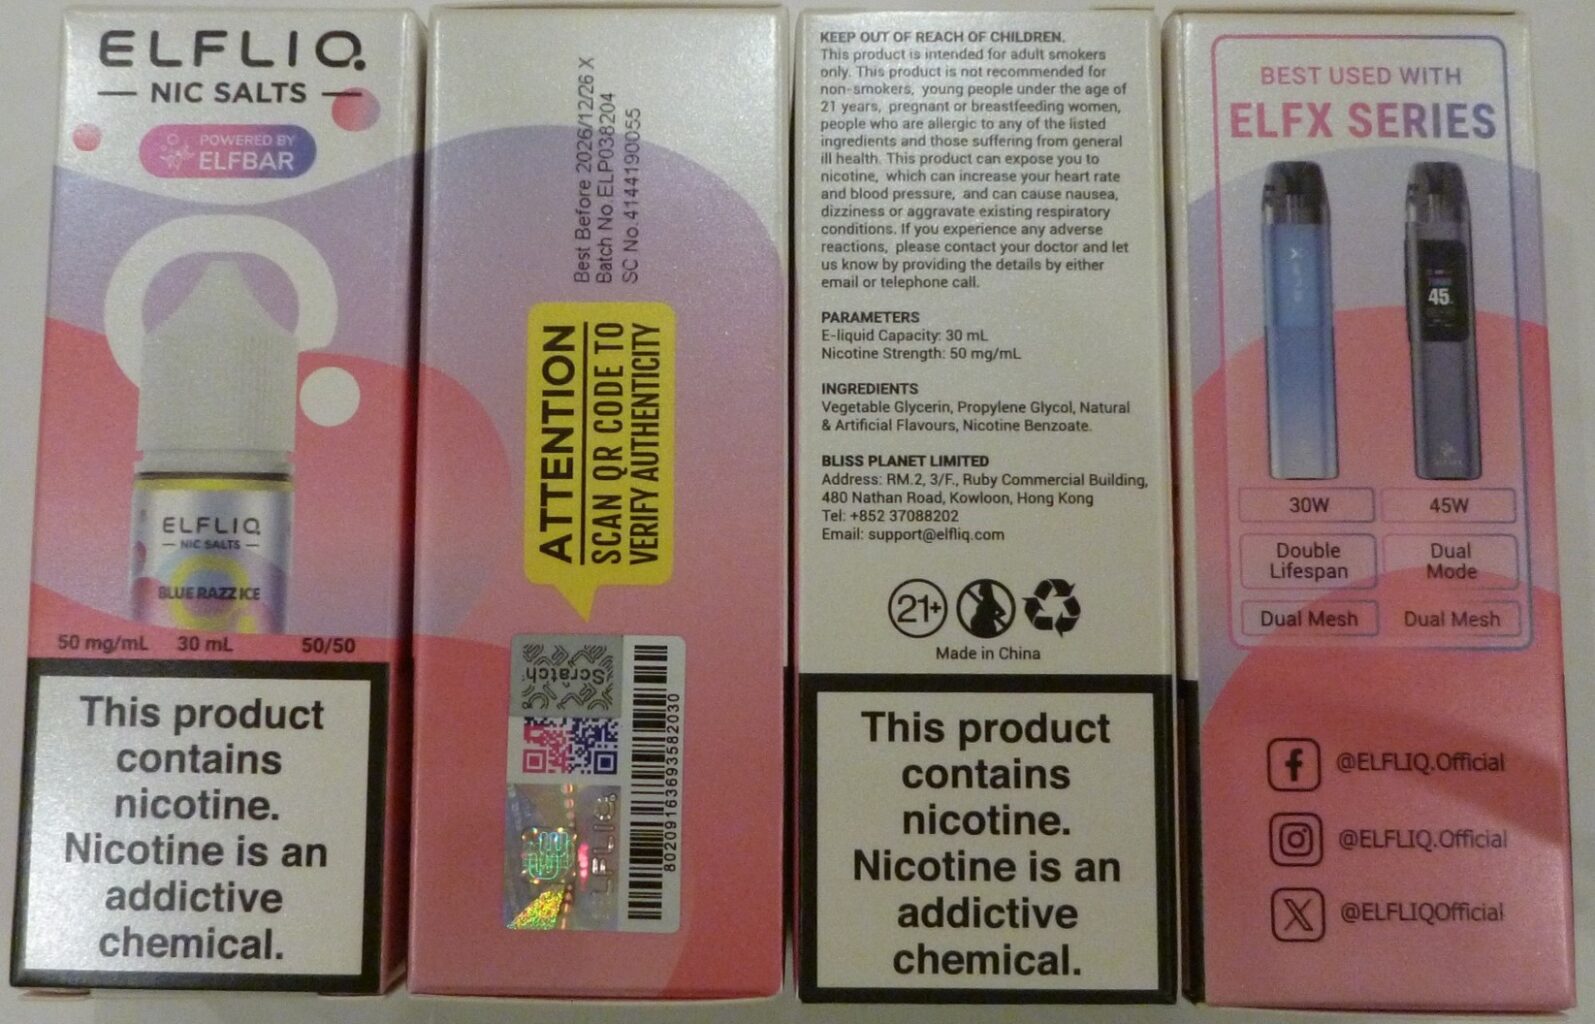 ELFLIQ
NIC SALTS
POWERED BY
ELFBAR
ELFLIQ
NIC SALTS
BLUE RAZZ ICE
50 mg/mL 30 mL 50/50
This product
contains
nicotine.
Nicotine is an
addictive
chemical.
Best Before 2026/12/26 X
Batch No.ELP038204
SC No.4144190055
ATTENTION
SCAN QR CODE TO
VERIFY AUTHENTICITY
Scratch
ELFLIQ
8020916369358203​0
KEEP OUT OF REACH OF CHILDREN.
This product is intended for adult smokers
only. This product is not recommended for
non-smokers, young people under the age of
21 years, pregnant or breastfeeding women,
people who are allergic to any of the listed
ingredients and those suffering from general
ill health. This product can expose you to
nicotine, which can increase your heart rate
and blood pressure, and can cause nausea,
dizziness or aggravate existing respiratory
conditions. If you experience any adverse
reactions, please contact your doctor and let
us know by providing the details by either
email or telephone call.
PARAMETERS
E-liquid Capacity: 30 mL
Nicotine Strength: 50 mg/mL
INGREDIENTS
Vegetable Glycerin, Propylene Glycol, Natural
& Artificial Flavours, Nicotine Benzoate.
BLISS PLANET LIMITED
Address: RM.2, 3/F., Ruby Commercial Building,
480 Nathan Road, Kowloon, Hong Kong
Tel: +852 37088202
Email: support@elfliq.com
21+
Made in China
This product
contains
nicotine.
Nicotine is an
addictive
chemical.
BEST USED WITH
ELFX SERIES
ELFX
45
30W 45W
Double Dual
Lifespan Mode
Dual Mesh Dual Mesh
@ELFLIQ.Official
@ELFLIQ.Official
@ELFLIQOfficial